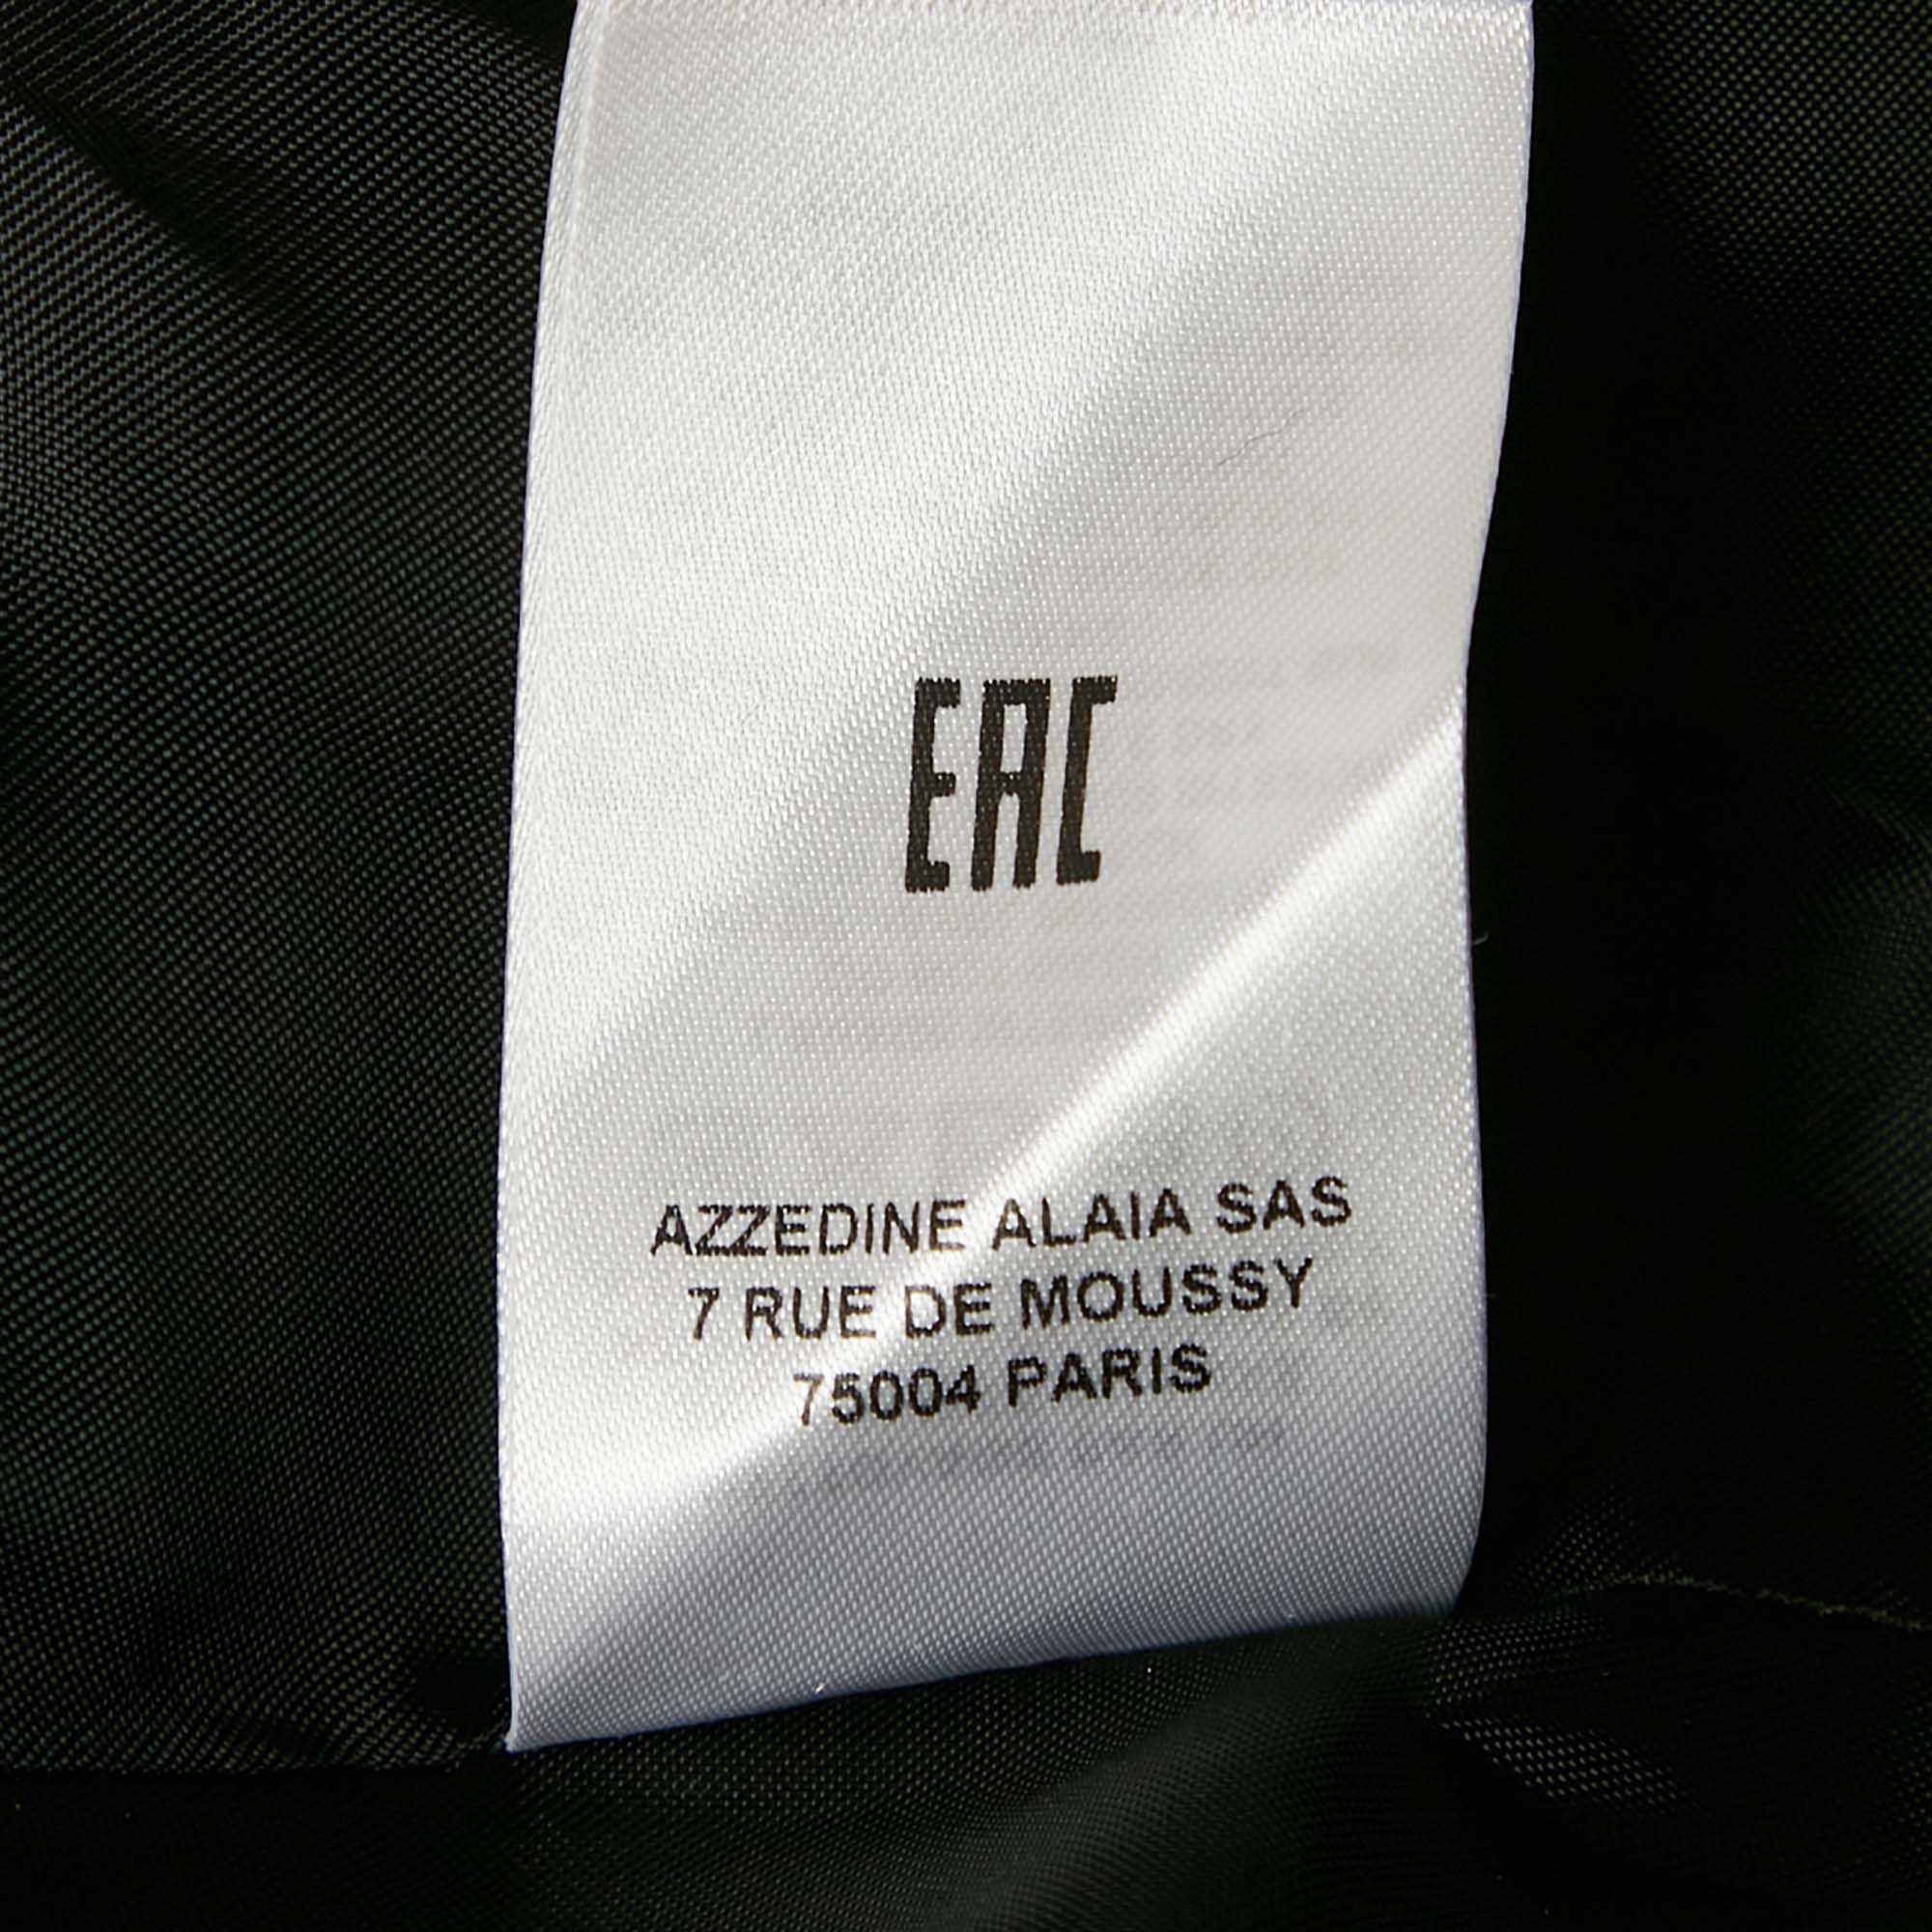 EAC
AZZEDINE ALAIA SAS
7 RUE DE MOUSSY
75004 PARIS